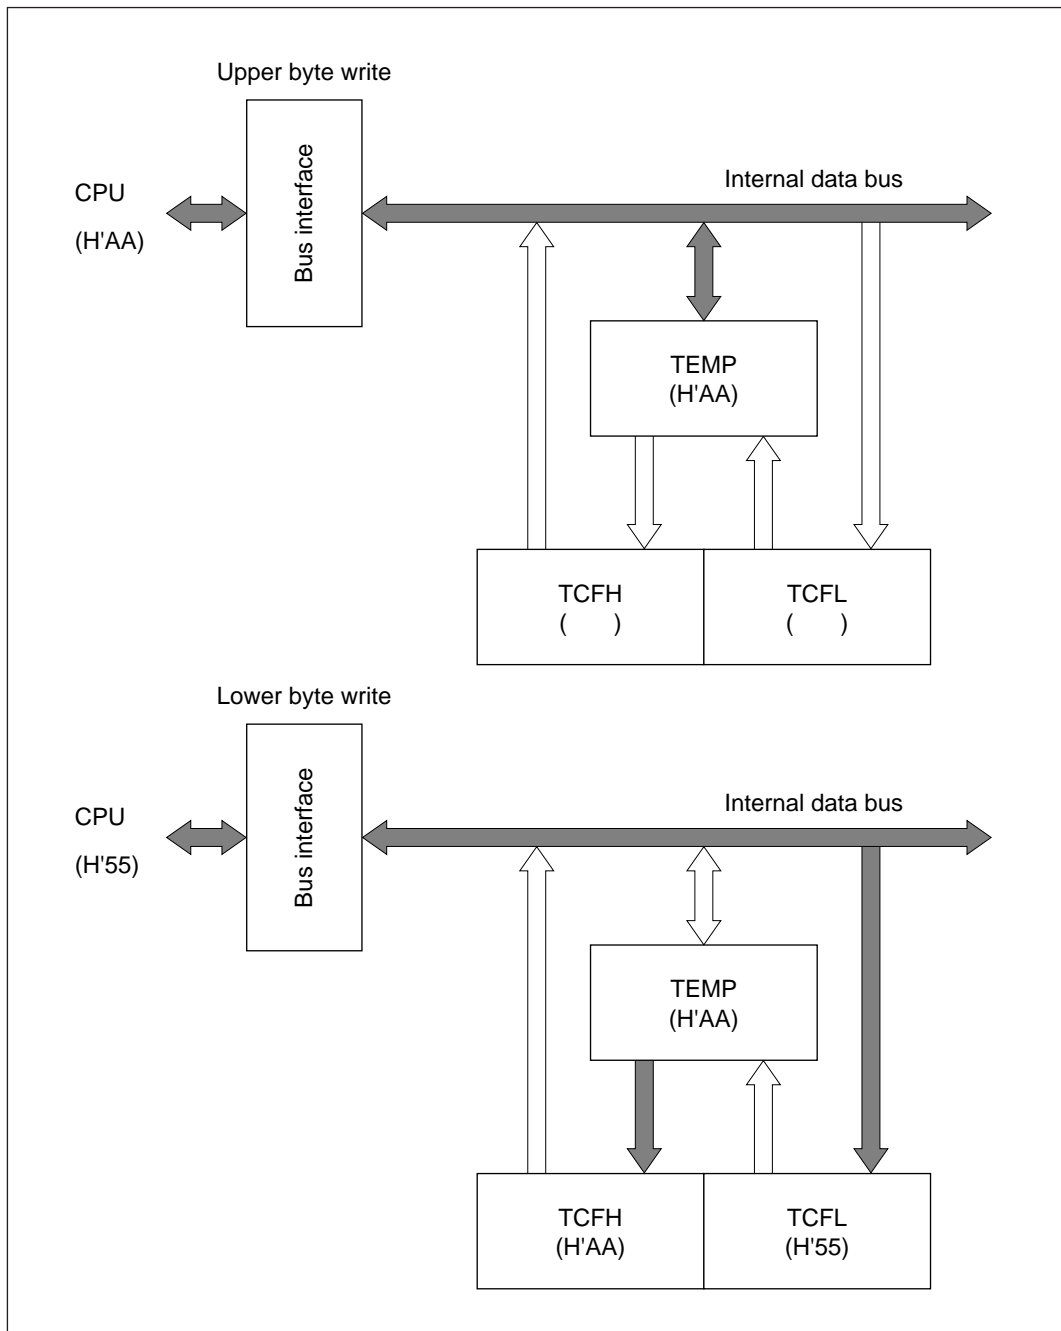 Upper byte write
Bus interface
CPU
(H'AA)
Internal data bus
TEMP
(H'AA)
TCFH
(      )
TCFL
(      )
Lower byte write
Bus interface
CPU
(H'55)
Internal data bus
TEMP
(H'AA)
TCFH
(H'AA)
TCFL
(H'55)